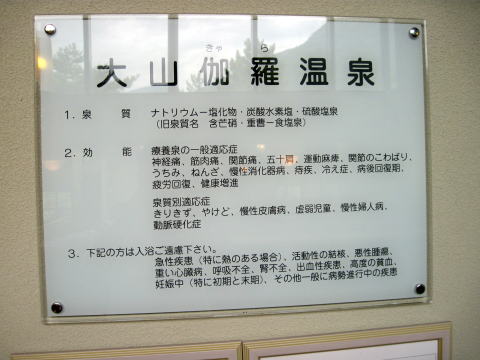 きゃ　ら
大山伽羅温泉
1．泉　質　ナトリウムー塩化物・炭酸水素塩・硫酸塩泉
（旧泉質名　含芒硝・重曹一食塩泉）
2．効　能　療養泉の一般適応症
神経痛、筋肉痛、関節痛、五十肩、運動麻痺、関節のこわばり、
うちみ、ねんざ、慢性消化器病、痔疾、冷え症、病後回復期、
疲労回復、健康増進
泉質別適応症
きりきず、やけど、慢性皮膚病、虚弱児童、慢性婦人病、
動脈硬化症
3．下記の方は入浴ご遠慮下さい。
急性疾患（特に熱のある場合）、活動性の結核、悪性腫瘍、
重い心臓病、呼吸不全、腎不全、出血性疾患、高度の貧血、
妊娠中（特に初期と末期）、その他一般に病勢進行中の疾患